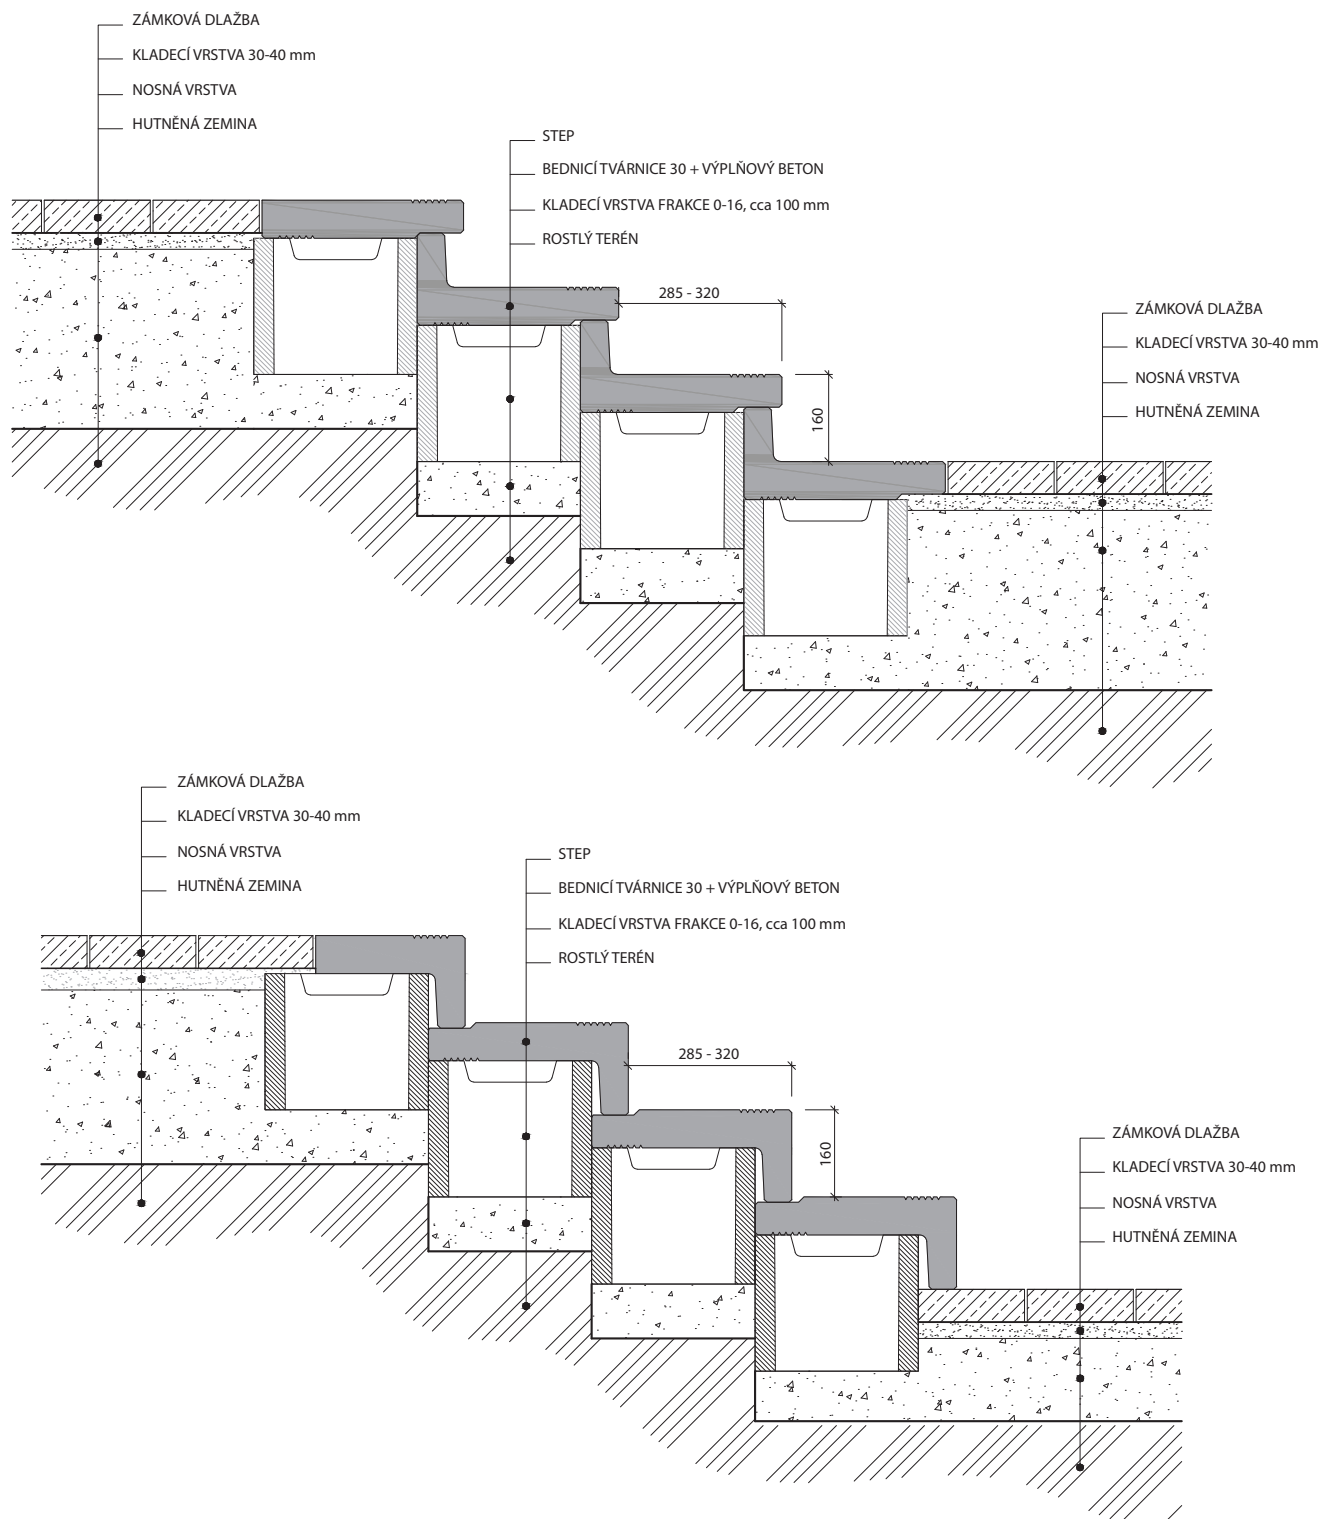 ZÁMKOVÁ DLAŽBA
KLADECÍ VRSTVA 30-40 mm
NOSNÁ VRSTVA
HUTNĚNÁ ZEMINA
STEP
BEDNICÍ TVÁRNICE 30 + VÝPLŇOVÝ BETON
KLADECÍ VRSTVA FRAKCE 0-16, cca 100 mm
ROSTLÝ TERÉN
285 - 320
160
ZÁMKOVÁ DLAŽBA
KLADECÍ VRSTVA 30-40 mm
NOSNÁ VRSTVA
HUTNĚNÁ ZEMINA
ZÁMKOVÁ DLAŽBA
KLADECÍ VRSTVA 30-40 mm
NOSNÁ VRSTVA
HUTNĚNÁ ZEMINA
STEP
BEDNICÍ TVÁRNICE 30 + VÝPLŇOVÝ BETON
KLADECÍ VRSTVA FRAKCE 0-16, cca 100 mm
ROSTLÝ TERÉN
285 - 320
160
ZÁMKOVÁ DLAŽBA
KLADECÍ VRSTVA 30-40 mm
NOSNÁ VRSTVA
HUTNĚNÁ ZEMINA